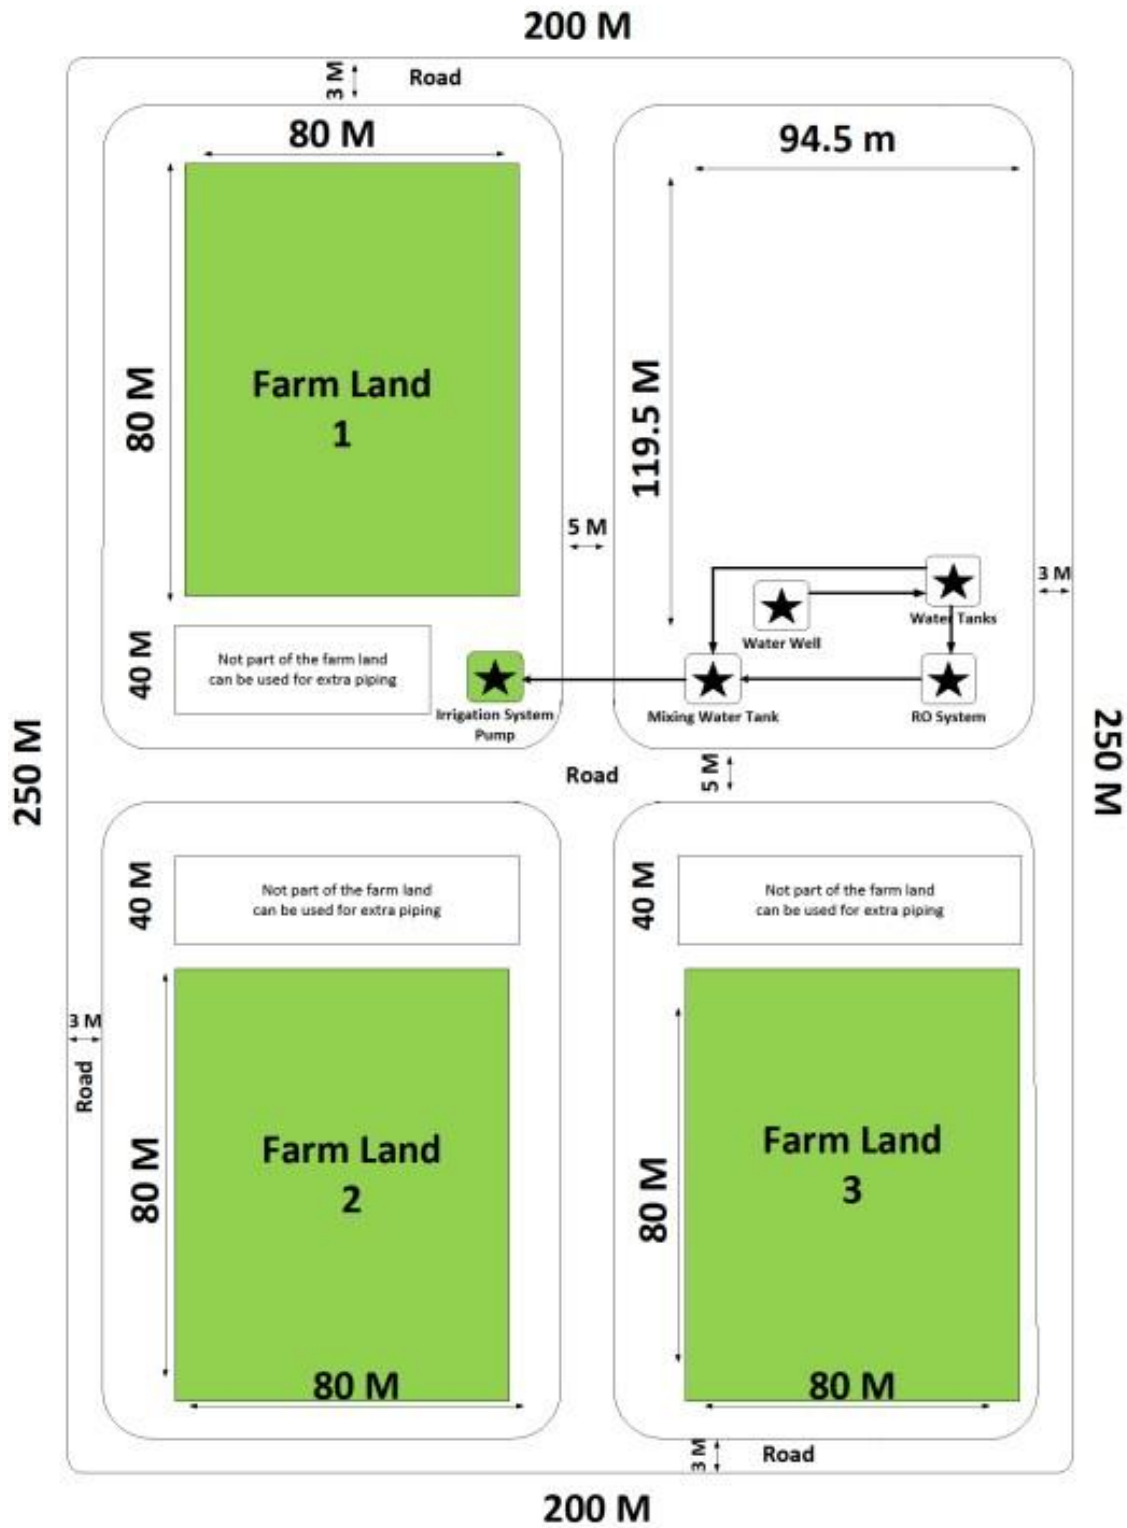 200 M
3 M
Road
80 M
94.5 m
80 M
Farm Land
1
119.5 M
5 M
3 M
Water Tanks
Water Well
40 M
Not part of the farm land
can be used for extra piping
Irrigation System
Pump
Mixing Water Tank
RO System
250 M
250 M
Road
5 M
40 M
Not part of the farm land
can be used for extra piping
40 M
Not part of the farm land
can be used for extra piping
3 M
Road
80 M
Farm Land
2
80 M
80 M
Farm Land
3
80 M
3 M
Road
200 M